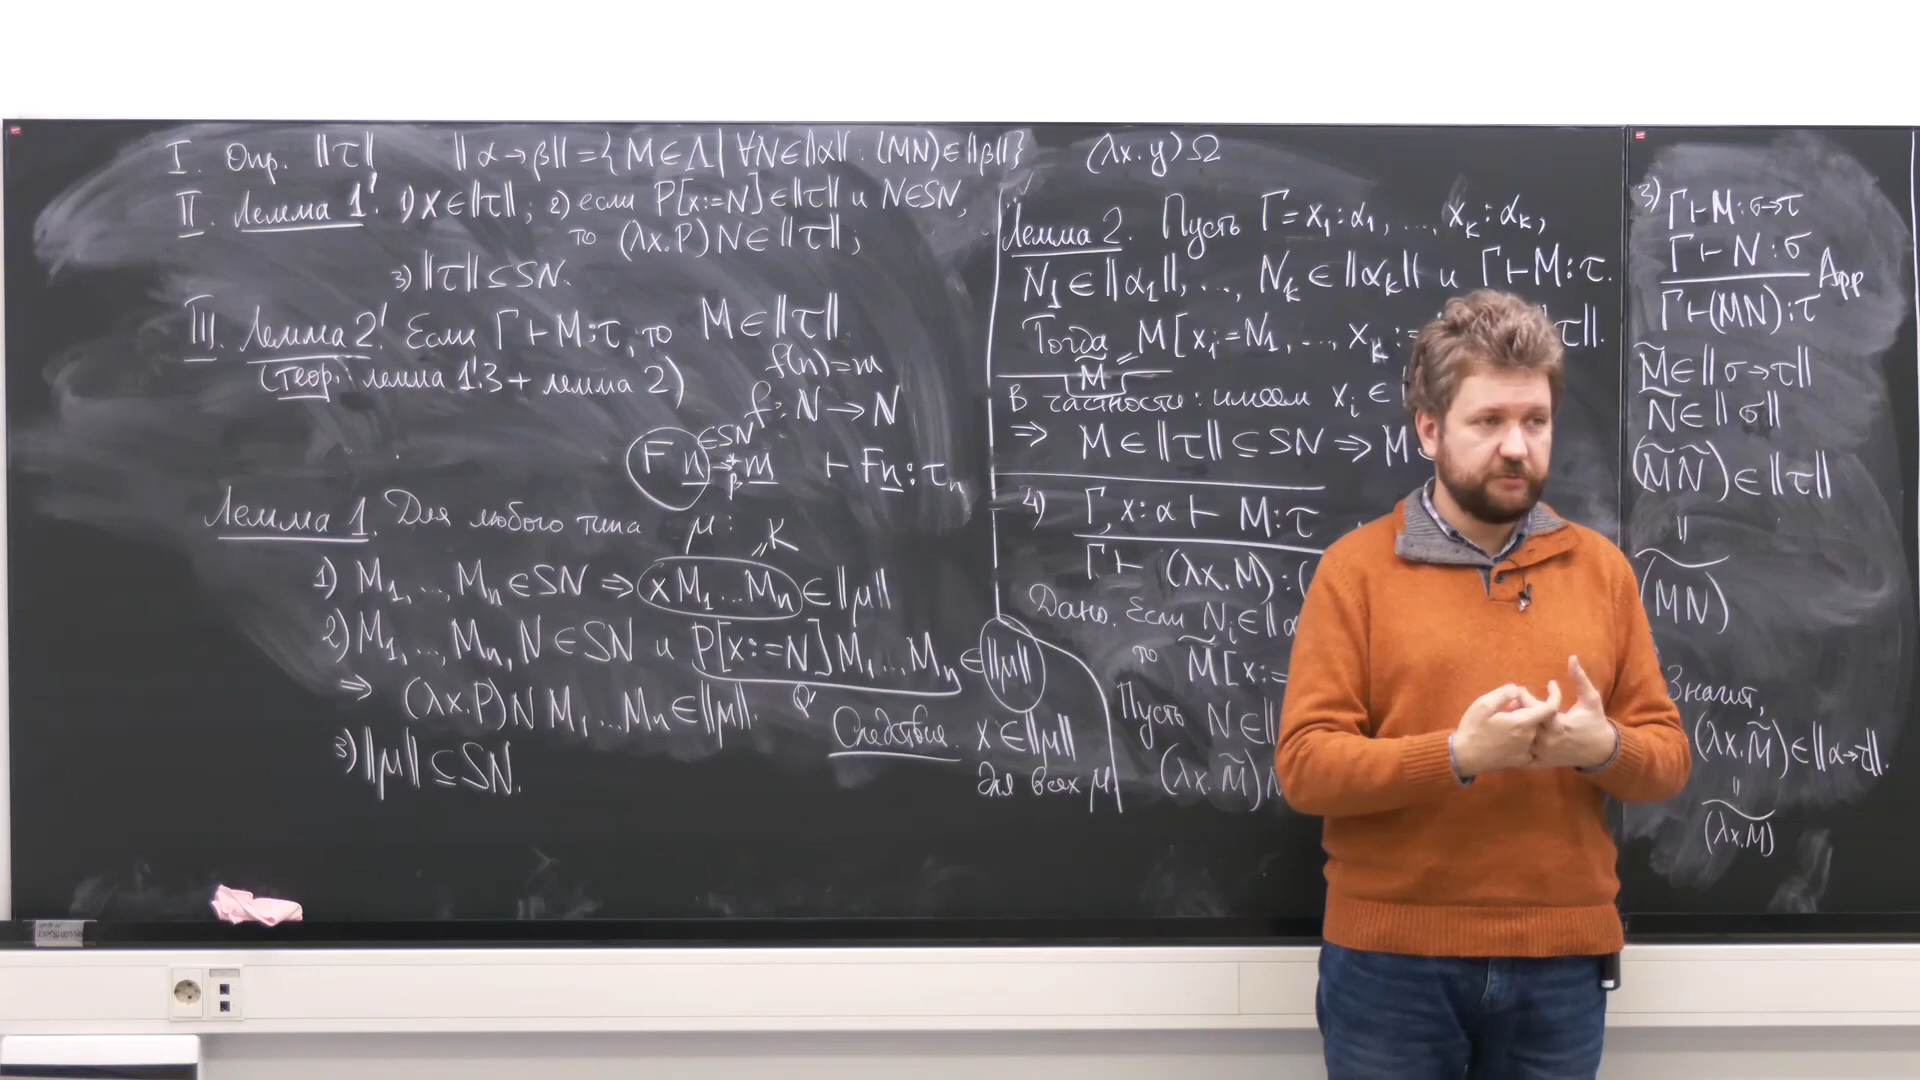 I. Опр. ‖τ‖ ‖α→β‖={M∈Λ| ∀N∈‖α‖ : (MN)∈‖β‖}
II. Лемма 1'. 1) x∈‖τ‖; 2) если P[x:=N]∈‖τ‖ и N∈SN,
то (λx.P)N∈‖τ‖;
3) ‖τ‖⊆SN.
III. Лемма 2'. Если Γ⊢M:τ, то M∈‖τ‖.
(Теор. лемма 1'.3 + лемма 2)
f(n)=m
f: N→N
∈SN
F n →*β m ⊢ Fn : τn
Лемма 1. Для любого типа μ:
K
1) M1,…,Mn∈SN ⇒ xM1…Mn ∈‖μ‖
2) M1,…,Mn, N∈SN и P[x:=N]M1…Mn ∈‖μ‖
⇒ (λx.P)N M1…Mn∈‖μ‖.
3) ‖μ‖⊆SN.
Следствие. x∈‖μ‖
для всех μ.
(λx.y)Ω
Лемма 2. Пусть Γ=x1:α1, …, xk:αk,
N1∈‖α1‖, …, Nk∈‖αk‖ и Γ⊢M:τ.
Тогда M[x1:=N1, …, xk:= τ‖.
M̃
В частности: имеем xi∈
⇒ M∈‖τ‖⊆SN ⇒ M
4) Γ, x:α ⊢ M:τ
Γ⊢ (λx.M):(
Дано. Если Ni∈‖α
то M̃[x:=
Пусть N∈‖
(λx.M̃)N
3) Γ⊢M:σ→τ
Γ⊢N:σ
App
Γ⊢(MN):τ
M̃∈‖σ→τ‖
Ñ∈‖σ‖
(M̃Ñ)∈‖τ‖
=
(MN)
Значит,
(λx.M̃)∈‖α→τ‖.
=
(λx.M)